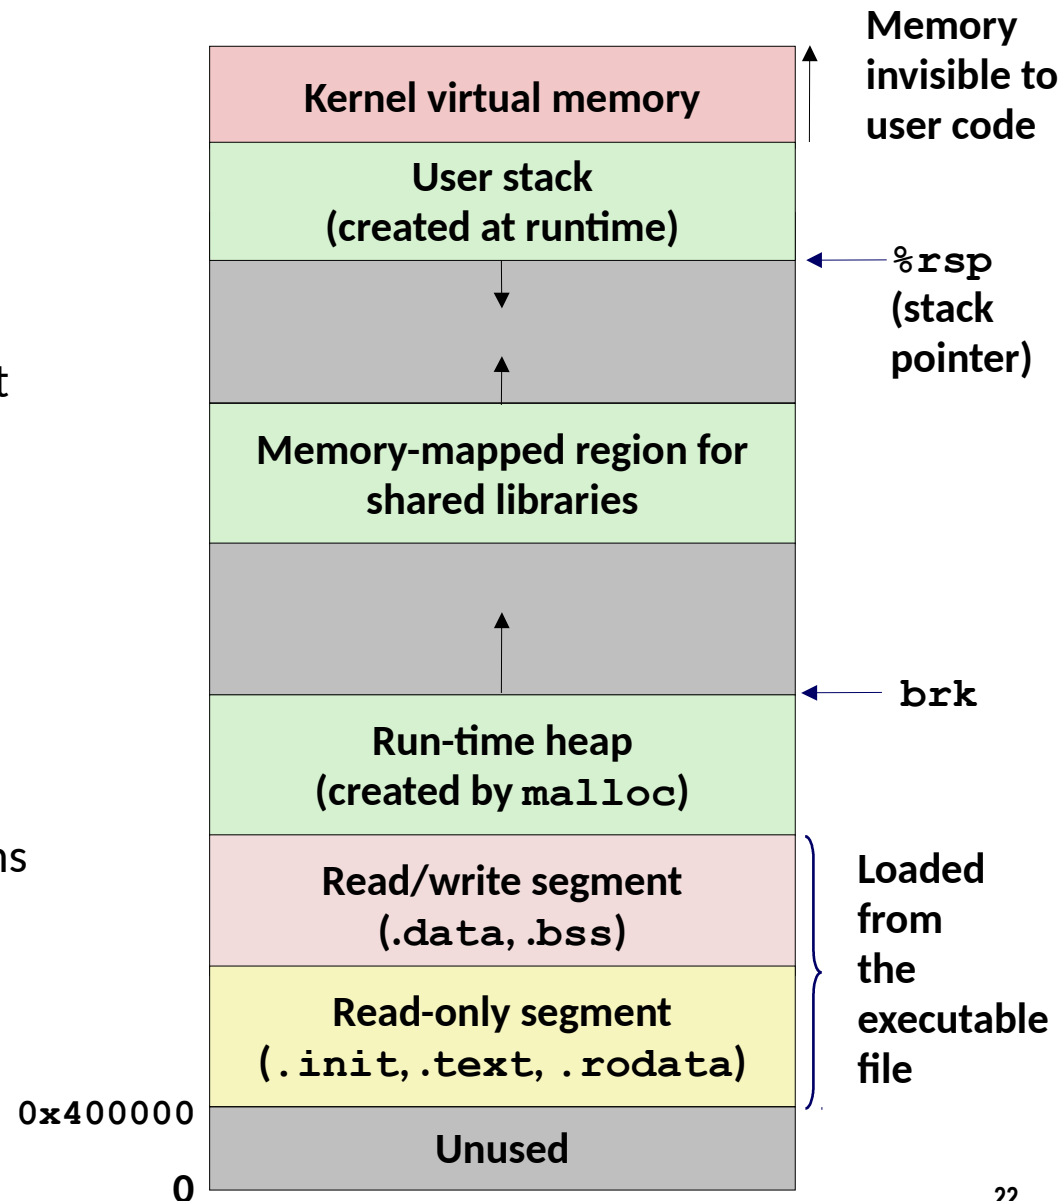 Memory
invisible to
user code
Kernel virtual memory
User stack
(created at runtime)
%rsp
(stack
pointer)
t
Memory-mapped region for
shared libraries
brk
Run-time heap
(created by malloc)
ns
Read/write segment
(.data, .bss)
Loaded
from
the
executable
file
Read-only segment
(.init, .text, .rodata)
0x400000
Unused
0
22